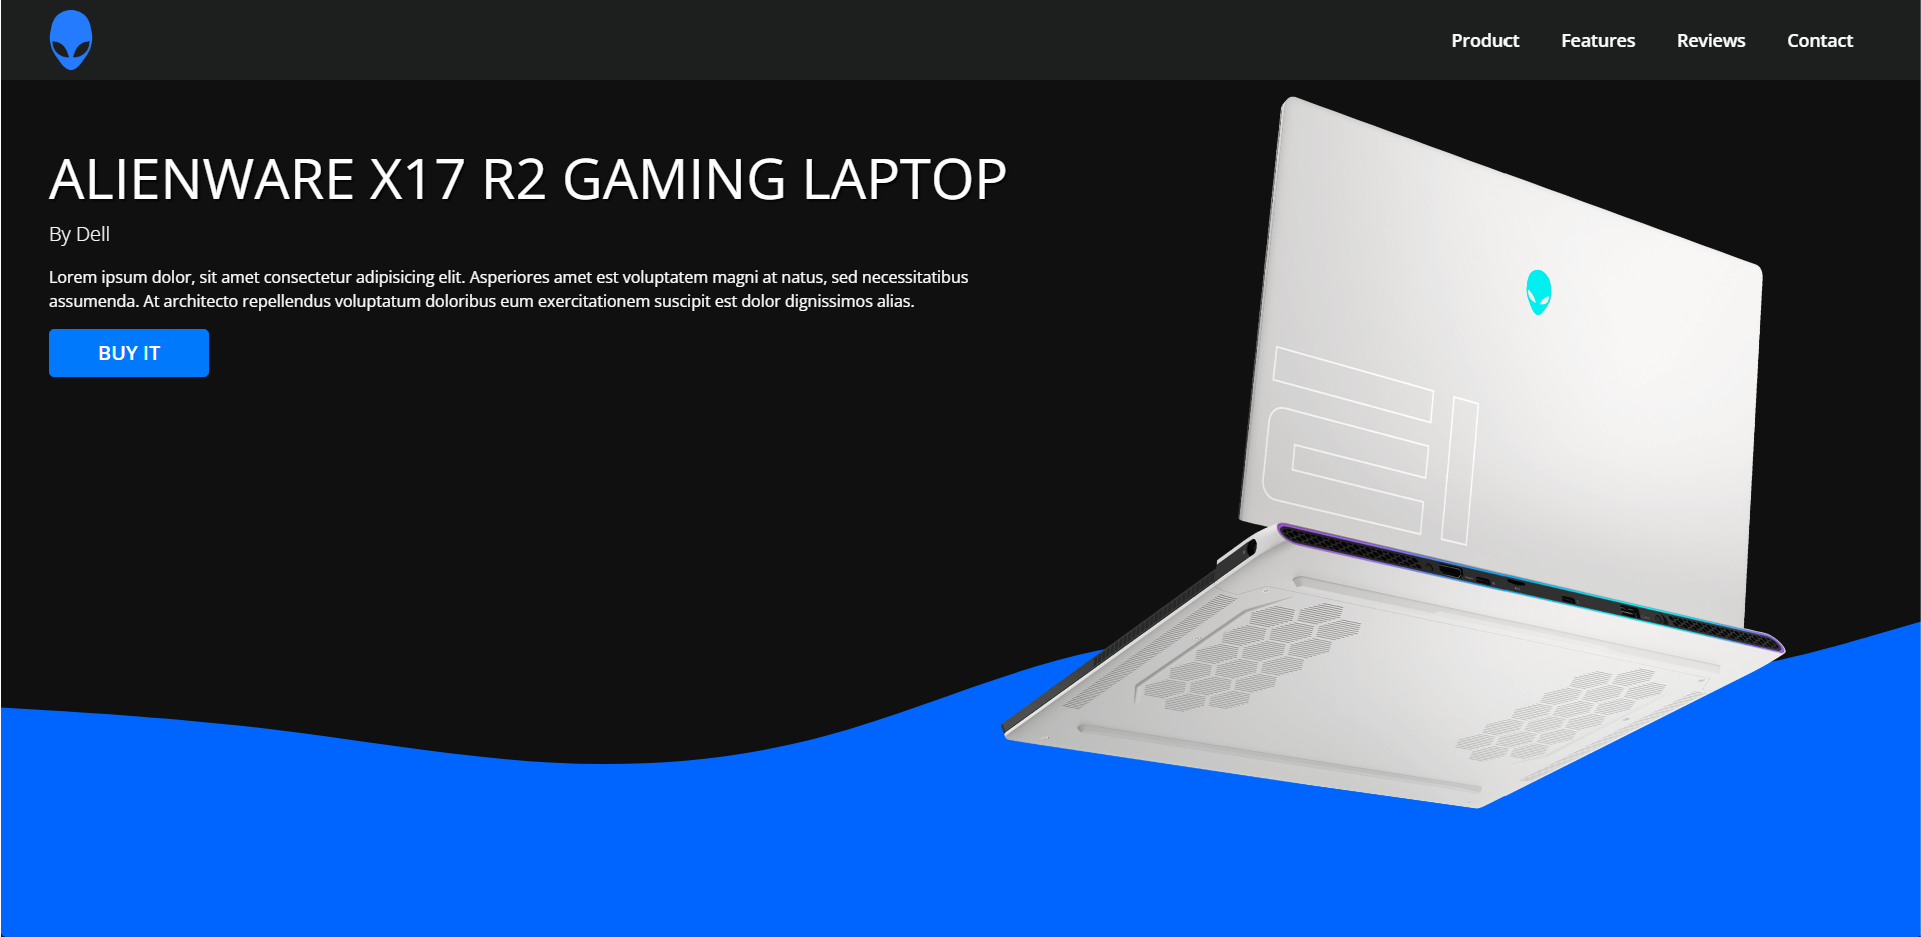 Product Features Reviews Contact
ALIENWARE X17 R2 GAMING LAPTOP
By Dell
Lorem ipsum dolor, sit amet consectetur adipisicing elit. Asperiores amet est voluptatem magni at natus, sed necessitatibus
assumenda. At architecto repellendus voluptatum doloribus eum exercitationem suscipit est dolor dignissimos alias.
BUY IT